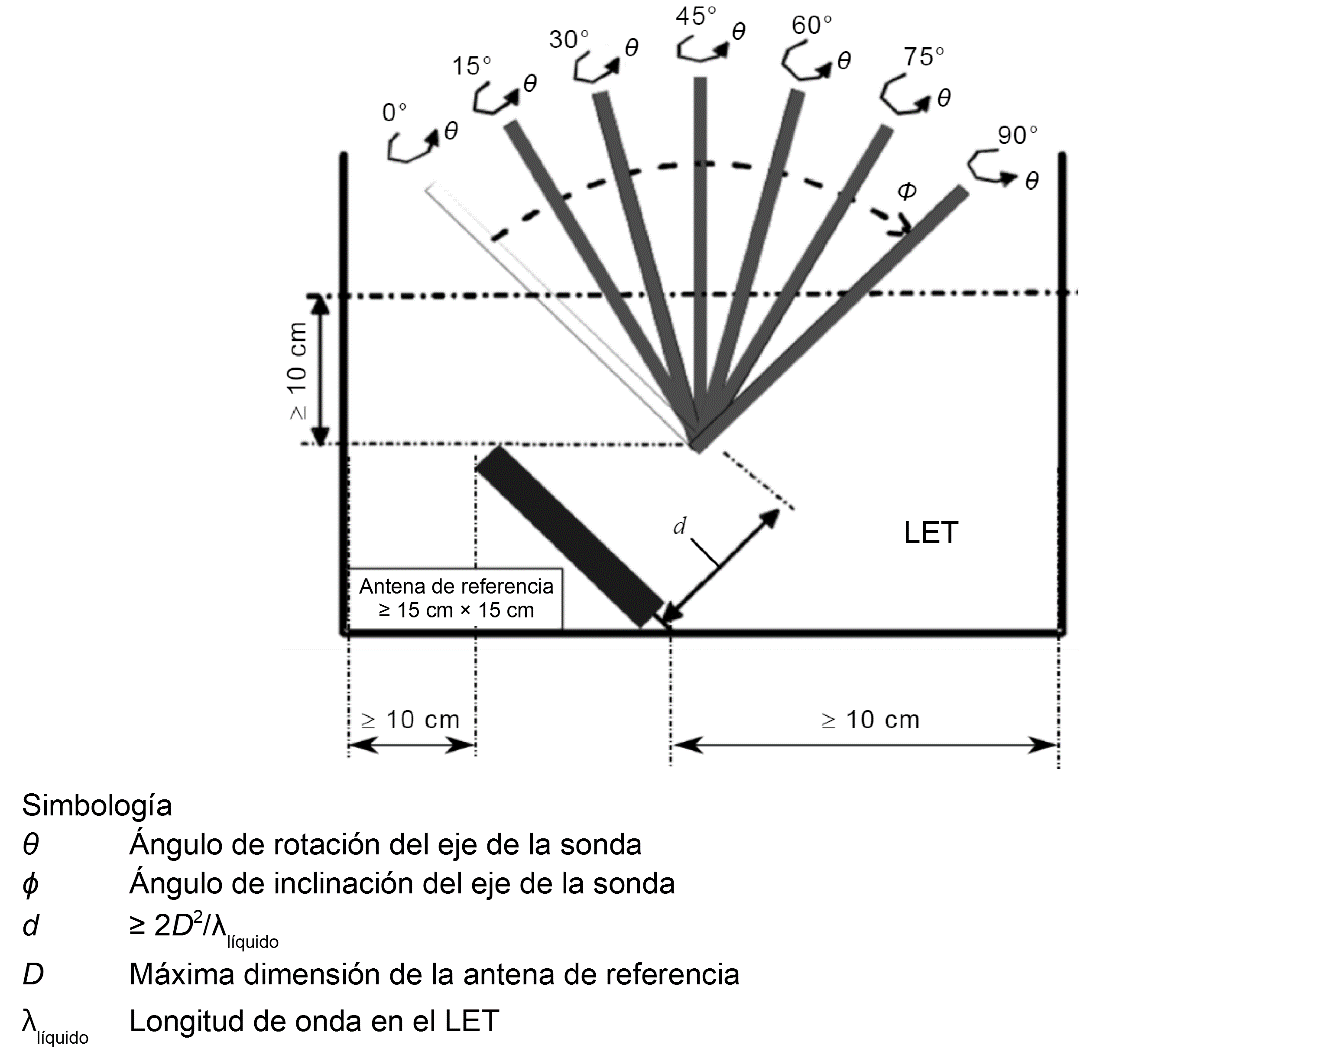 45°
θ
60°
θ
30°
θ
75°
θ
15°
θ
0°
θ
90°
θ
Φ
≥ 10 cm
d
LET
Antena de referencia
≥ 15 cm × 15 cm
≥ 10 cm
≥ 10 cm
Simbología
θ Ángulo de rotación del eje de la sonda
ϕ Ángulo de inclinación del eje de la sonda
d ≥ 2D²/λlíquido
D Máxima dimensión de la antena de referencia
λlíquido Longitud de onda en el LET